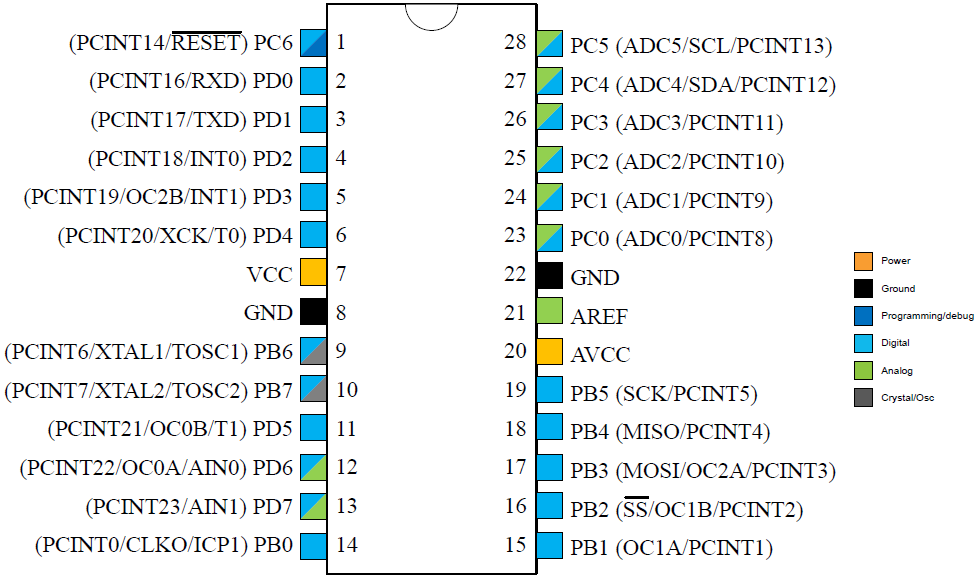 (PCINT14/RESET) PC6 1
(PCINT16/RXD) PD0 2
(PCINT17/TXD) PD1 3
(PCINT18/INT0) PD2 4
(PCINT19/OC2B/INT1) PD3 5
(PCINT20/XCK/T0) PD4 6
VCC 7
GND 8
(PCINT6/XTAL1/TOSC1) PB6 9
(PCINT7/XTAL2/TOSC2) PB7 10
(PCINT21/OC0B/T1) PD5 11
(PCINT22/OC0A/AIN0) PD6 12
(PCINT23/AIN1) PD7 13
(PCINT0/CLKO/ICP1) PB0 14
28 PC5 (ADC5/SCL/PCINT13)
27 PC4 (ADC4/SDA/PCINT12)
26 PC3 (ADC3/PCINT11)
25 PC2 (ADC2/PCINT10)
24 PC1 (ADC1/PCINT9)
23 PC0 (ADC0/PCINT8)
22 GND
21 AREF
20 AVCC
19 PB5 (SCK/PCINT5)
18 PB4 (MISO/PCINT4)
17 PB3 (MOSI/OC2A/PCINT3)
16 PB2 (SS/OC1B/PCINT2)
15 PB1 (OC1A/PCINT1)
Power
Ground
Programming/debug
Digital
Analog
Crystal/Osc